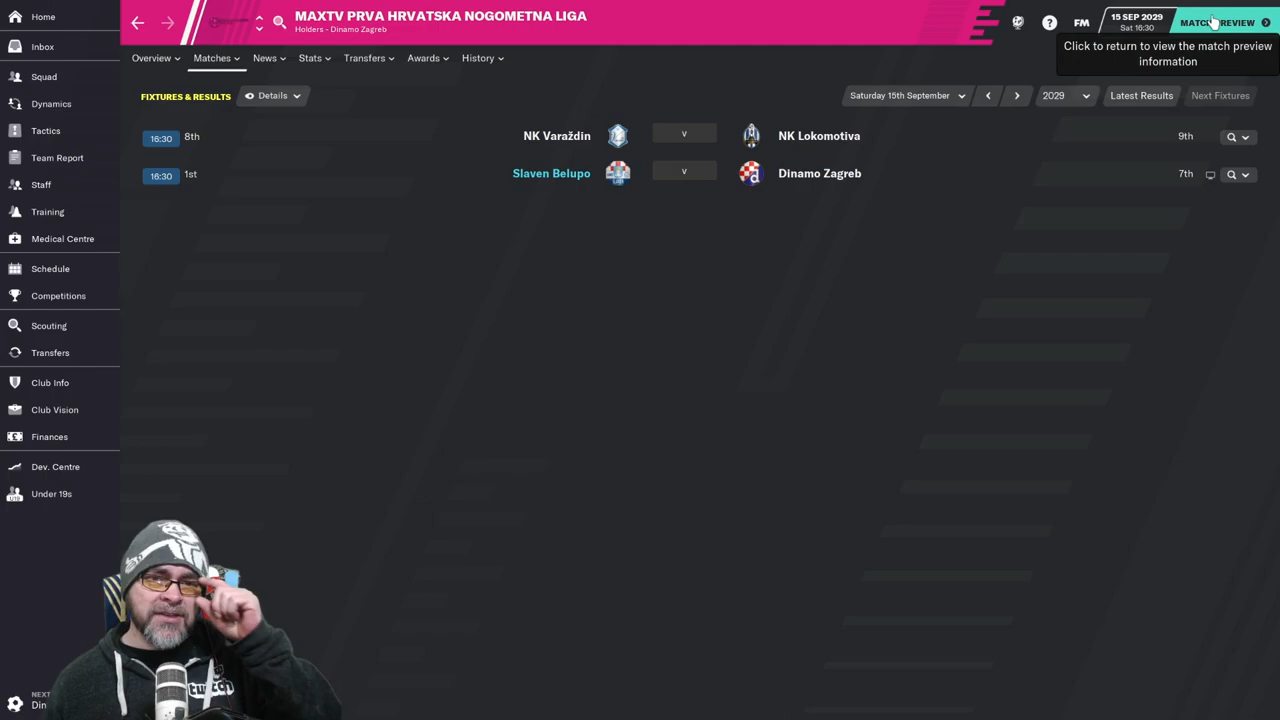 Home
MAXTV PRVA HRVATSKA NOGOMETNA LIGA
Holders - Dinamo Zagreb
FM
15 SEP 2029
Sat 16:30
MATCH PREVIEW
Click to return to view the match preview
information
Inbox
Squad
Dynamics
Tactics
Team Report
Staff
Training
Medical Centre
Schedule
Competitions
Scouting
Transfers
Club Info
Club Vision
Finances
Dev. Centre
Under 19s
NEXT
Din
Overview
Matches
News
Stats
Transfers
Awards
History
FIXTURES & RESULTS
Details
Saturday 15th September
2029
Latest Results
Next Fixtures
16:30 8th NK Varaždin v NK Lokomotiva 9th
16:30 1st Slaven Belupo v Dinamo Zagreb 7th
twitch